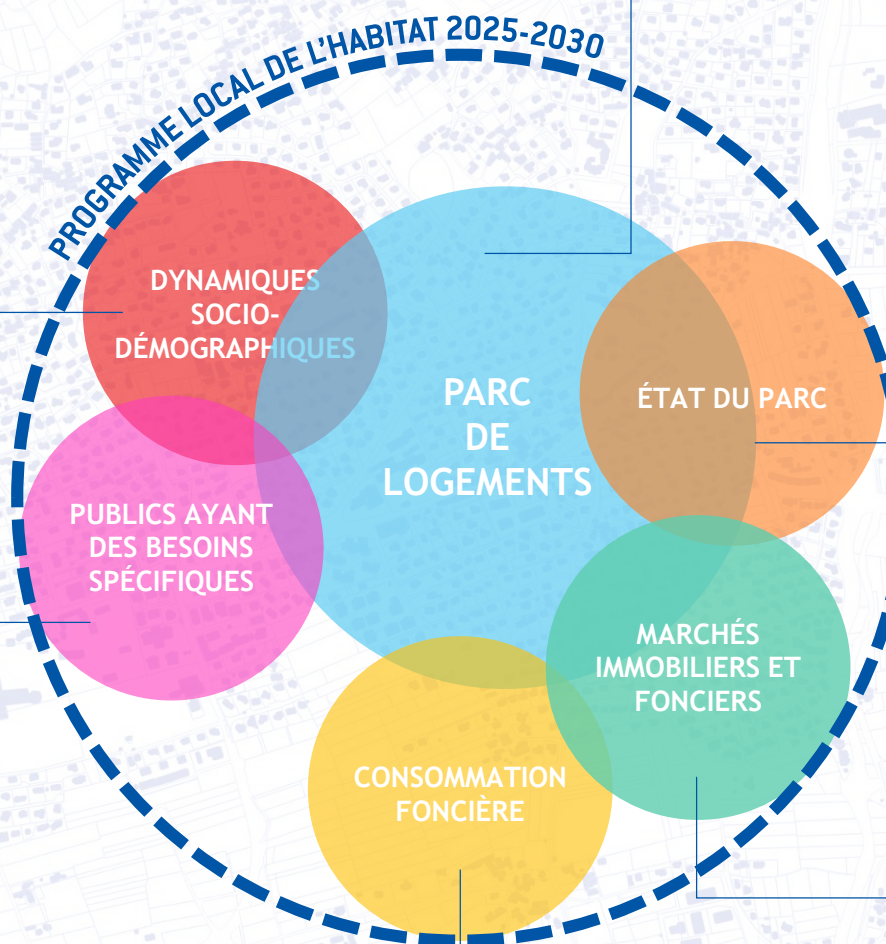 PROGRAMME LOCAL DE L'HABITAT 2025-2030
DYNAMIQUES
SOCIO-
DÉMOGRAPHIQUES
PARC
DE
LOGEMENTS
ÉTAT DU PARC
PUBLICS AYANT
DES BESOINS
SPÉCIFIQUES
MARCHÉS
IMMOBILIERS ET
FONCIERS
CONSOMMATION
FONCIÈRE